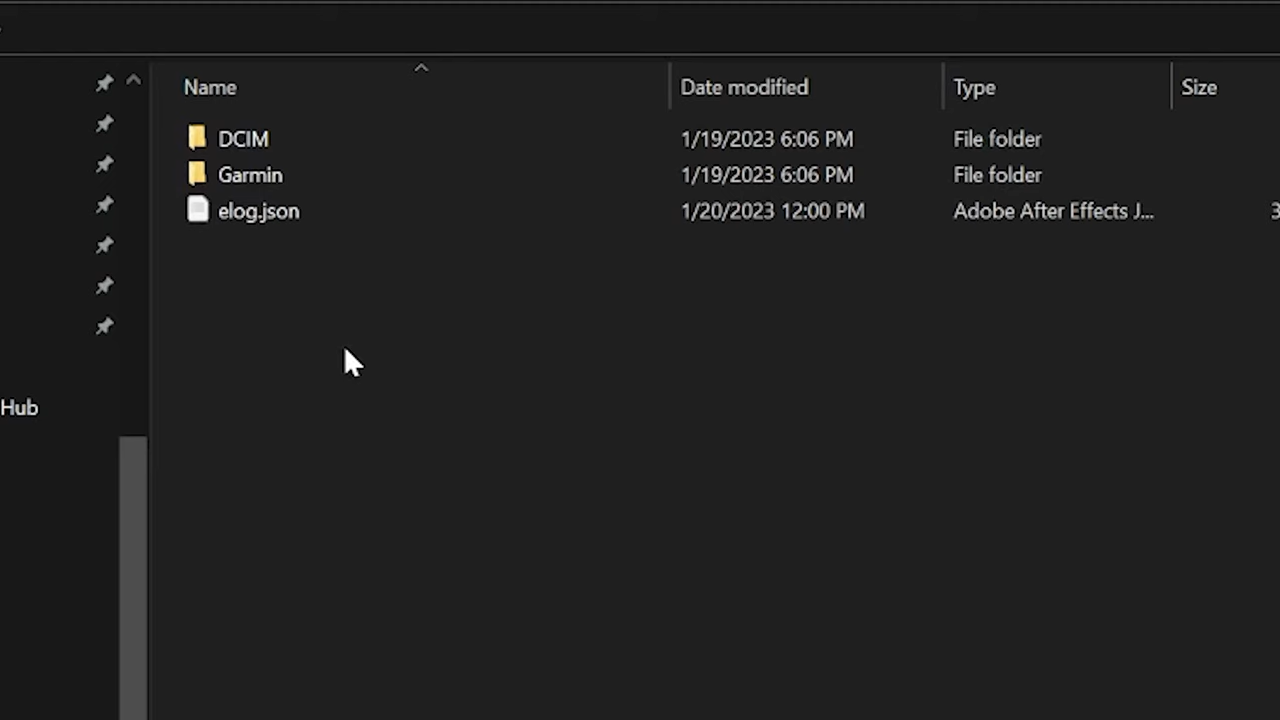 Name Date modified Type Size
DCIM 1/19/2023 6:06 PM File folder
Garmin 1/19/2023 6:06 PM File folder
elog.json 1/20/2023 12:00 PM Adobe After Effects J... 3
Hub